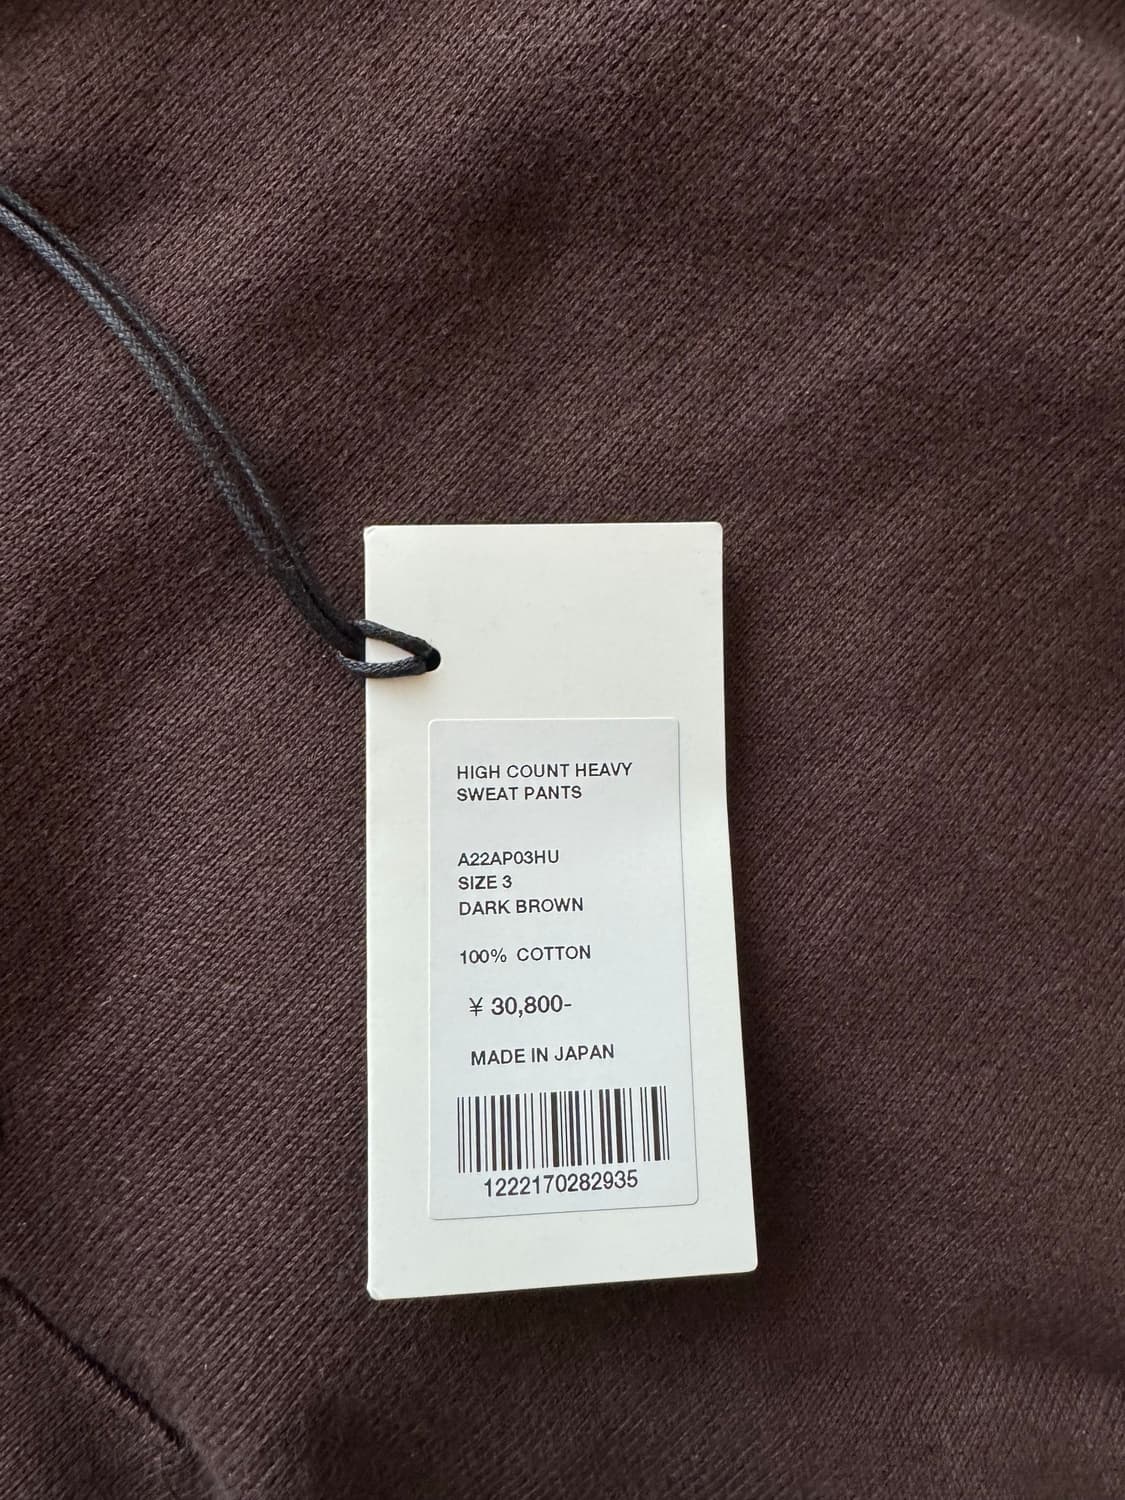 HIGH COUNT HEAVY
SWEAT PANTS
A22AP03HU
SIZE 3
DARK BROWN
100% COTTON
¥ 30,800-
MADE IN JAPAN
1222170282935